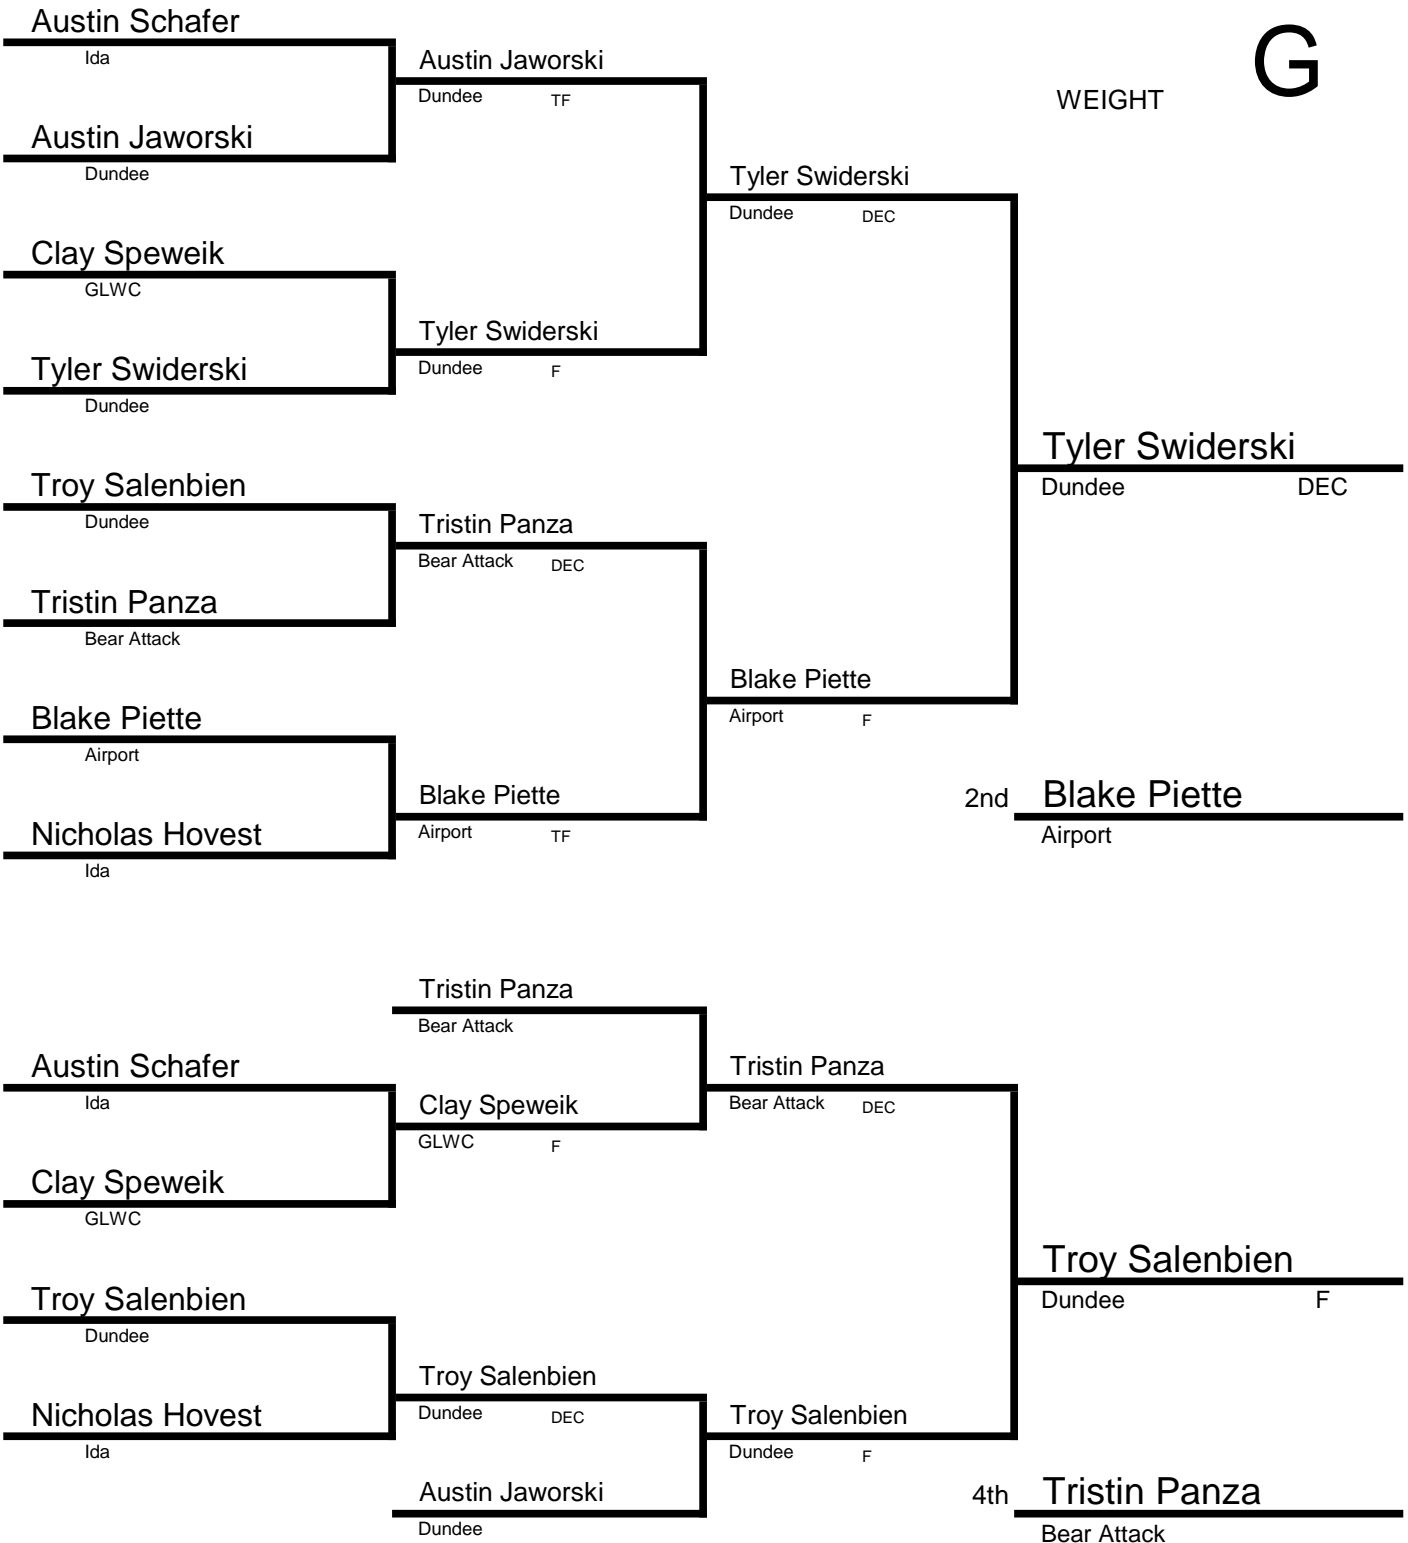 Austin Schafer
Ida
Austin Jaworski
Dundee TF
G
WEIGHT
Austin Jaworski
Dundee
Tyler Swiderski
Dundee DEC
Clay Speweik
GLWC
Tyler Swiderski
Dundee F
Tyler Swiderski
Dundee
Tyler Swiderski
Dundee DEC
Troy Salenbien
Dundee
Tristin Panza
Bear Attack DEC
Tristin Panza
Bear Attack
Blake Piette
Airport F
Blake Piette
Airport
Blake Piette
Airport TF
2nd Blake Piette
Airport
Nicholas Hovest
Ida
Tristin Panza
Bear Attack
Austin Schafer
Ida
Tristin Panza
Bear Attack DEC
Clay Speweik
GLWC F
Clay Speweik
GLWC
Troy Salenbien
Dundee F
Troy Salenbien
Dundee
Troy Salenbien
Dundee DEC
Nicholas Hovest
Ida
Troy Salenbien
Dundee F
Austin Jaworski
Dundee
4th Tristin Panza
Bear Attack